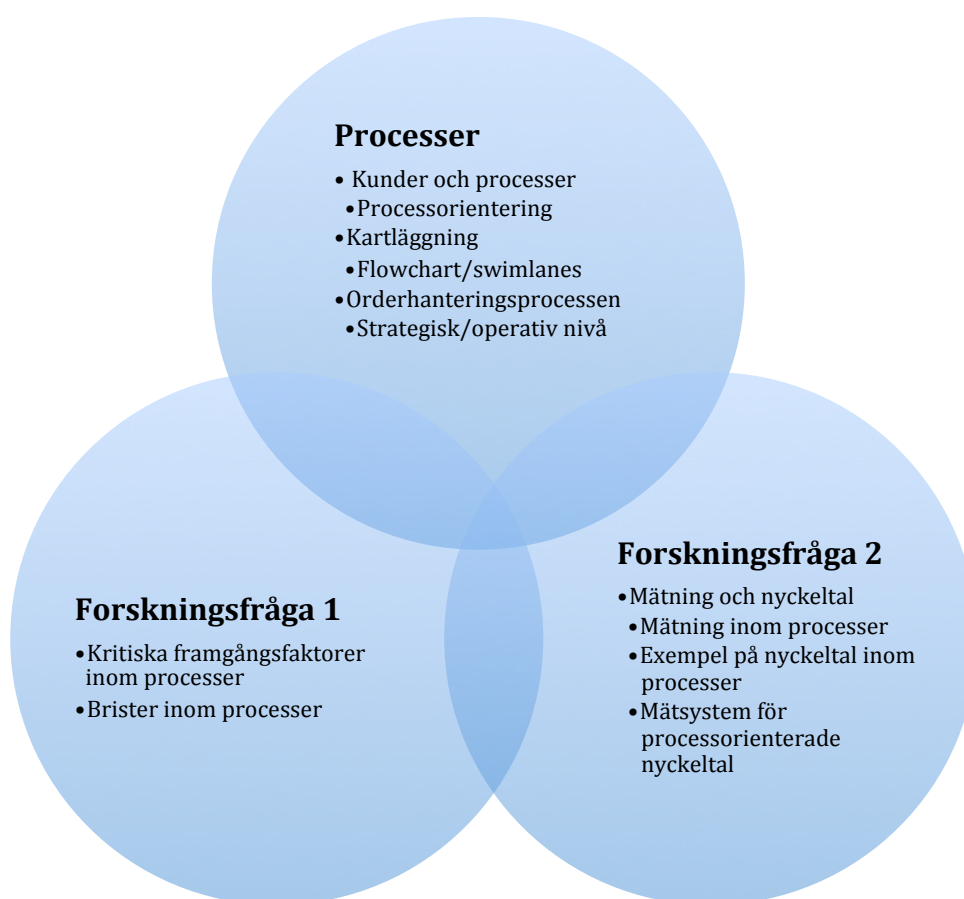 Processer
• Kunder och processer
•Processorientering
•Kartläggning
•Flowchart/swimlanes
•Orderhanteringsprocessen
•Strategisk/operativ nivå
Forskningsfråga 1
•Kritiska framgångsfaktorer
inom processer
•Brister inom processer
Forskningsfråga 2
•Mätning och nyckeltal
•Mätning inom processer
•Exempel på nyckeltal inom
processer
•Mätsystem för
processorienterade
nyckeltal